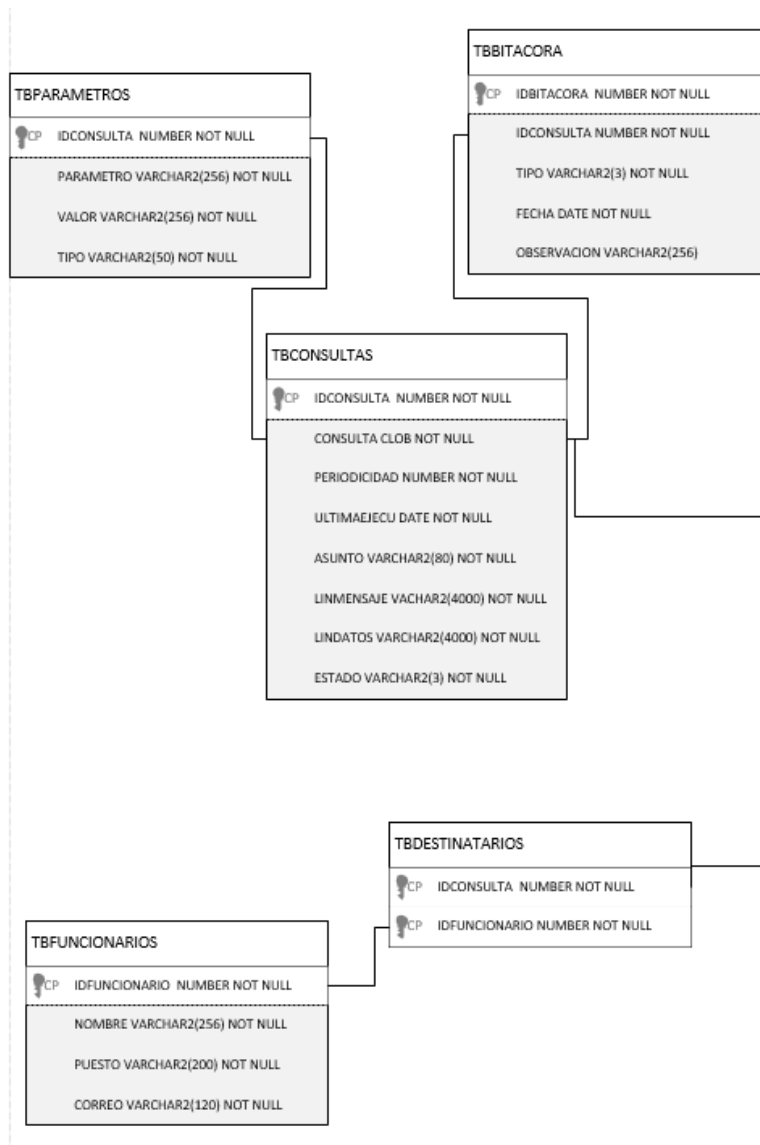 TBPARAMETROS
CP IDCONSULTA NUMBER NOT NULL
PARAMETRO VARCHAR2(256) NOT NULL
VALOR VARCHAR2(256) NOT NULL
TIPO VARCHAR2(50) NOT NULL
TBBITACORA
CP IDBITACORA NUMBER NOT NULL
IDCONSULTA NUMBER NOT NULL
TIPO VARCHAR2(3) NOT NULL
FECHA DATE NOT NULL
OBSERVACION VARCHAR2(256)
TBCONSULTAS
CP IDCONSULTA NUMBER NOT NULL
CONSULTA CLOB NOT NULL
PERIODICIDAD NUMBER NOT NULL
ULTIMAEJECU DATE NOT NULL
ASUNTO VARCHAR2(80) NOT NULL
LINMENSAJE VACHAR2(4000) NOT NULL
LINDATOS VARCHAR2(4000) NOT NULL
ESTADO VARCHAR2(3) NOT NULL
TBDESTINATARIOS
CP IDCONSULTA NUMBER NOT NULL
CP IDFUNCIONARIO NUMBER NOT NULL
TBFUNCIONARIOS
CP IDFUNCIONARIO NUMBER NOT NULL
NOMBRE VARCHAR2(256) NOT NULL
PUESTO VARCHAR2(200) NOT NULL
CORREO VARCHAR2(120) NOT NULL